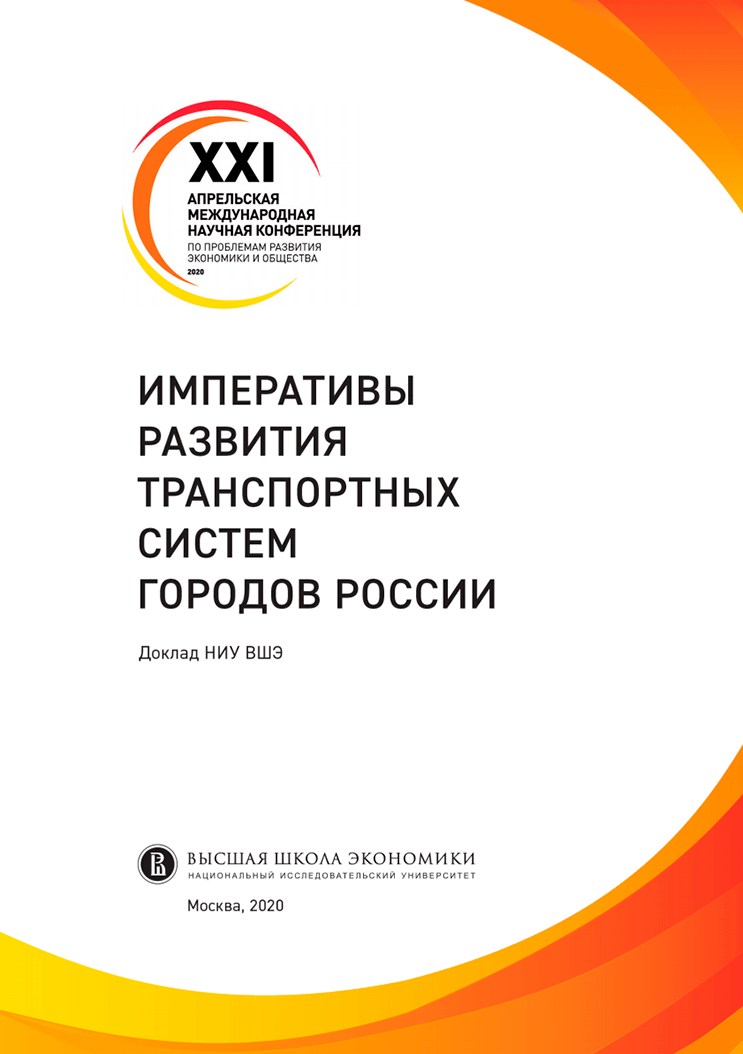 XXI
АПРЕЛЬСКАЯ
МЕЖДУНАРОДНАЯ
НАУЧНАЯ КОНФЕРЕНЦИЯ
ПО ПРОБЛЕМАМ РАЗВИТИЯ
ЭКОНОМИКИ И ОБЩЕСТВА
2020
ИМПЕРАТИВЫ
РАЗВИТИЯ
ТРАНСПОРТНЫХ
СИСТЕМ
ГОРОДОВ РОССИИ
Доклад НИУ ВШЭ
ВЫСШАЯ ШКОЛА ЭКОНОМИКИ
НАЦИОНАЛЬНЫЙ ИССЛЕДОВАТЕЛЬСКИЙ УНИВЕРСИТЕТ
Москва, 2020